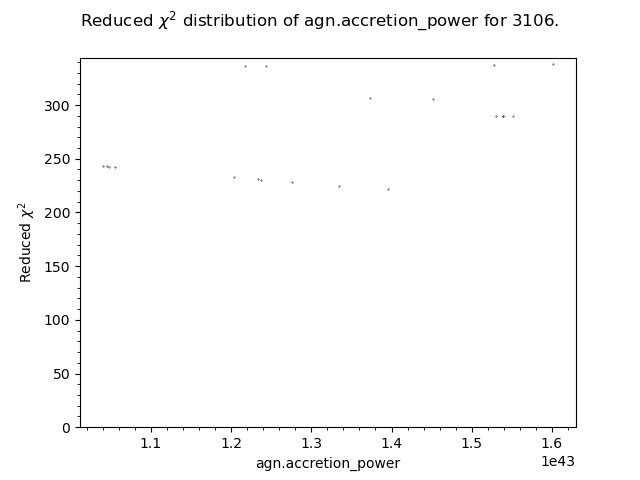 Reduced χ² distribution of agn.accretion_power for 3106.
300
250
200
150
100
50
0
Reduced χ²
1.1 1.2 1.3 1.4 1.5 1.6
1e43
agn.accretion_power